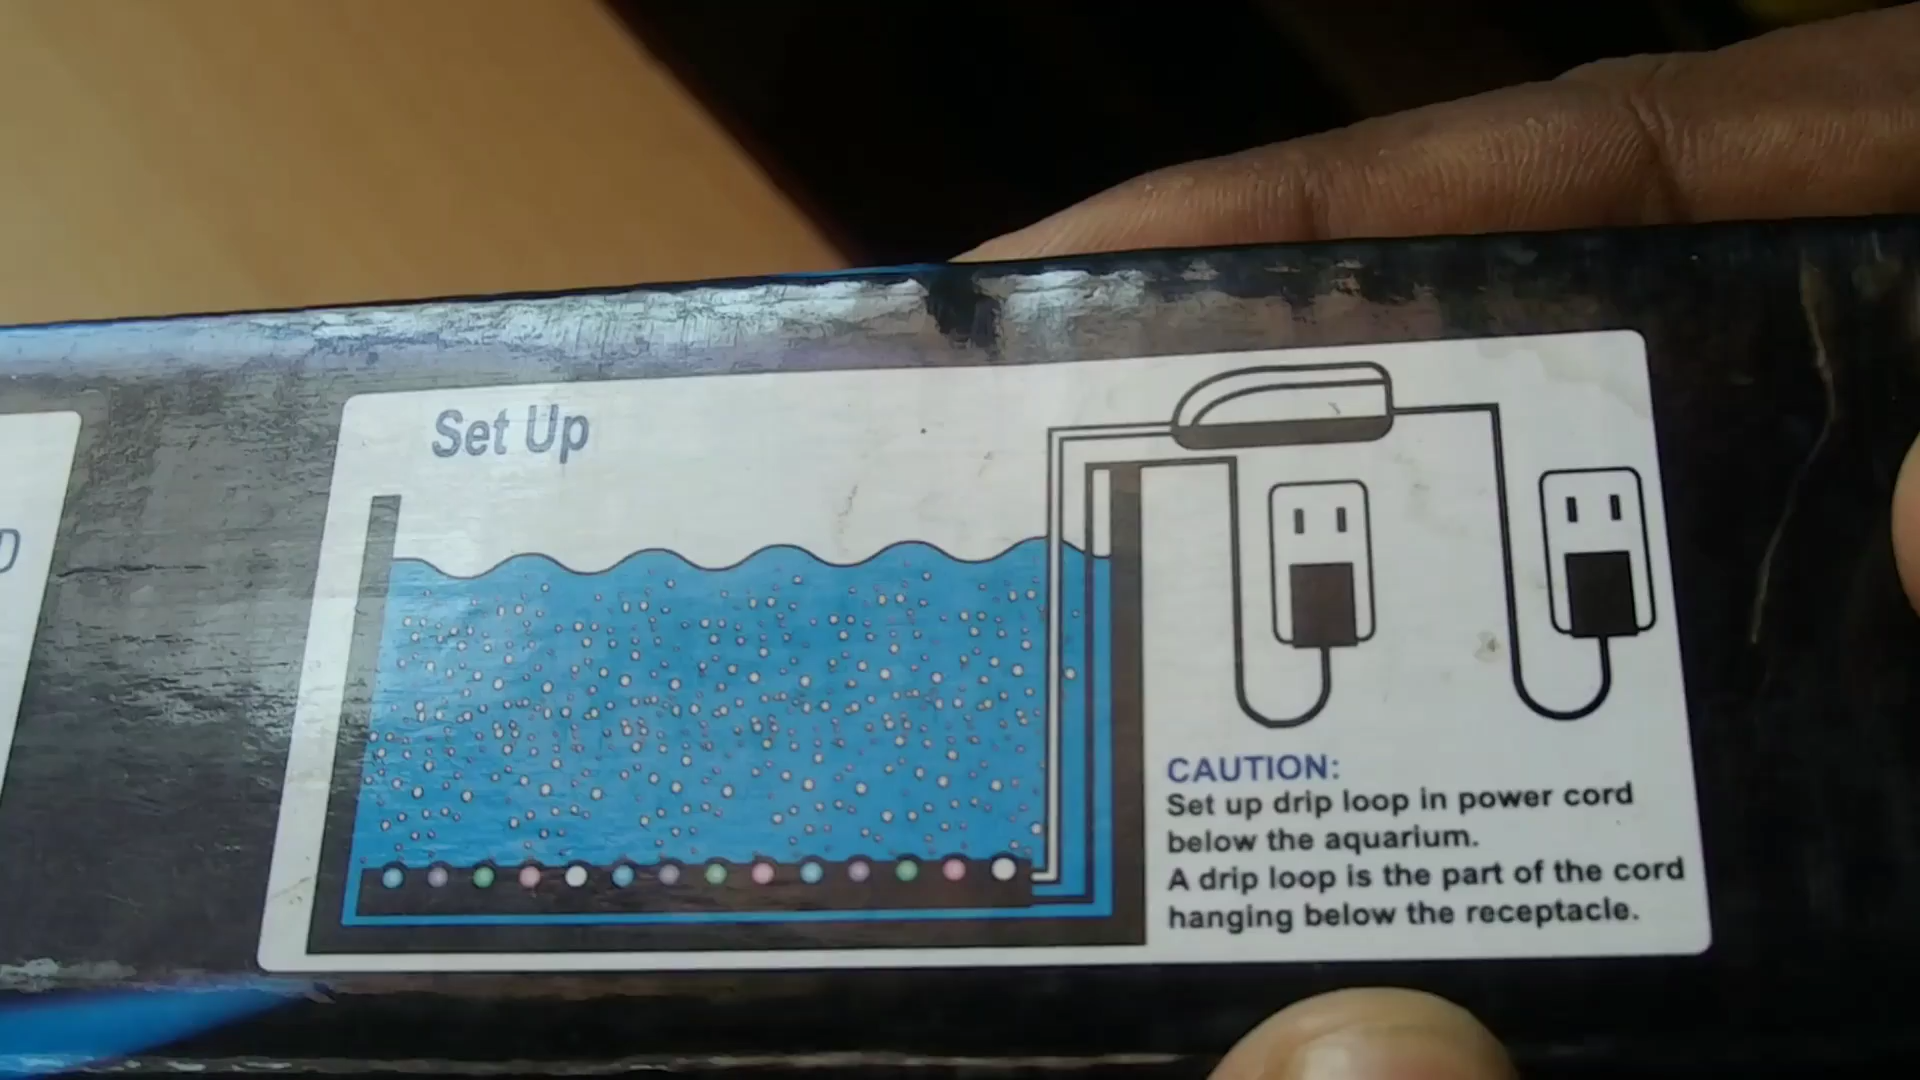 Set Up
D
CAUTION:
Set up drip loop in power cord
below the aquarium.
A drip loop is the part of the cord
hanging below the receptacle.